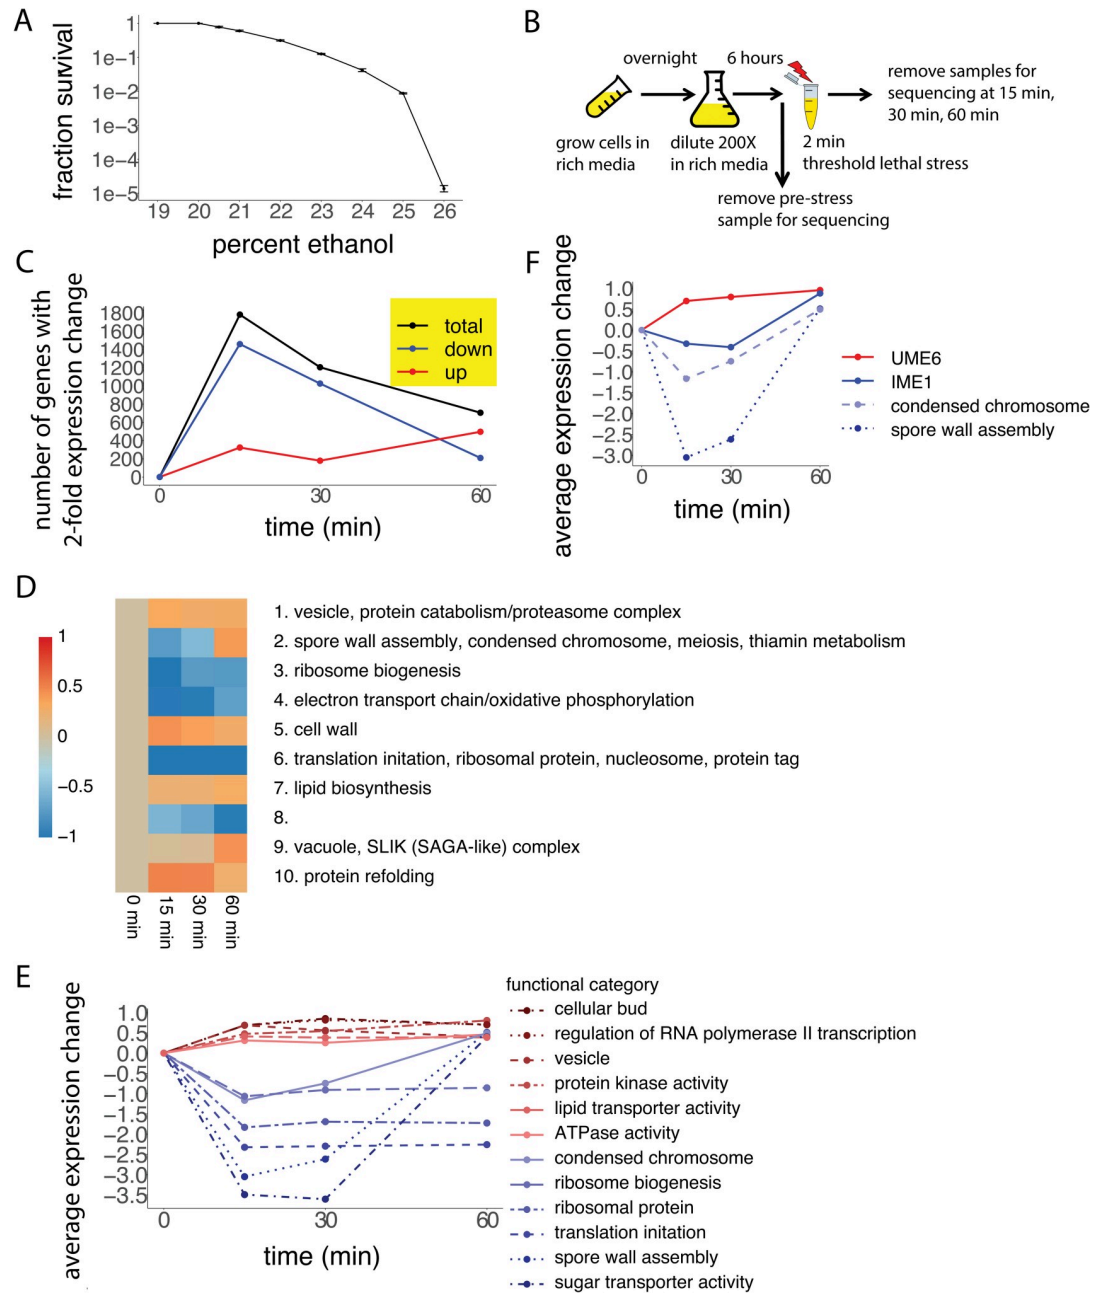 A
fraction survival
1
1e-1
1e-2
1e-3
1e-4
1e-5
19 20 21 22 23 24 25 26
percent ethanol
B
overnight
6 hours
grow cells in
rich media
dilute 200X
in rich media
2 min
threshold lethal stress
remove samples for
sequencing at 15 min,
30 min, 60 min
remove pre-stress
sample for sequencing
C
number of genes with
2-fold expression change
1800
1600
1400
1200
1000
800
600
400
200
0
0 30 60
time (min)
total
down
up
F
average expression change
1.0
0.5
0.0
−0.5
−1.0
−1.5
−2.0
−2.5
−3.0
0 30 60
time (min)
UME6
IME1
condensed chromosome
spore wall assembly
D
1
0.5
0
−0.5
−1
1. vesicle, protein catabolism/proteasome complex
2. spore wall assembly, condensed chromosome, meiosis, thiamin metabolism
3. ribosome biogenesis
4. electron transport chain/oxidative phosphorylation
5. cell wall
6. translation initation, ribosomal protein, nucleosome, protein tag
7. lipid biosynthesis
8.
9. vacuole, SLIK (SAGA-like) complex
10. protein refolding
0 min
15 min
30 min
60 min
E
average expression change
1.0
0.5
0.0
−0.5
−1.0
−1.5
−2.0
−2.5
−3.0
−3.5
0 30 60
time (min)
functional category
cellular bud
regulation of RNA polymerase II transcription
vesicle
protein kinase activity
lipid transporter activity
ATPase activity
condensed chromosome
ribosome biogenesis
ribosomal protein
translation initation
spore wall assembly
sugar transporter activity